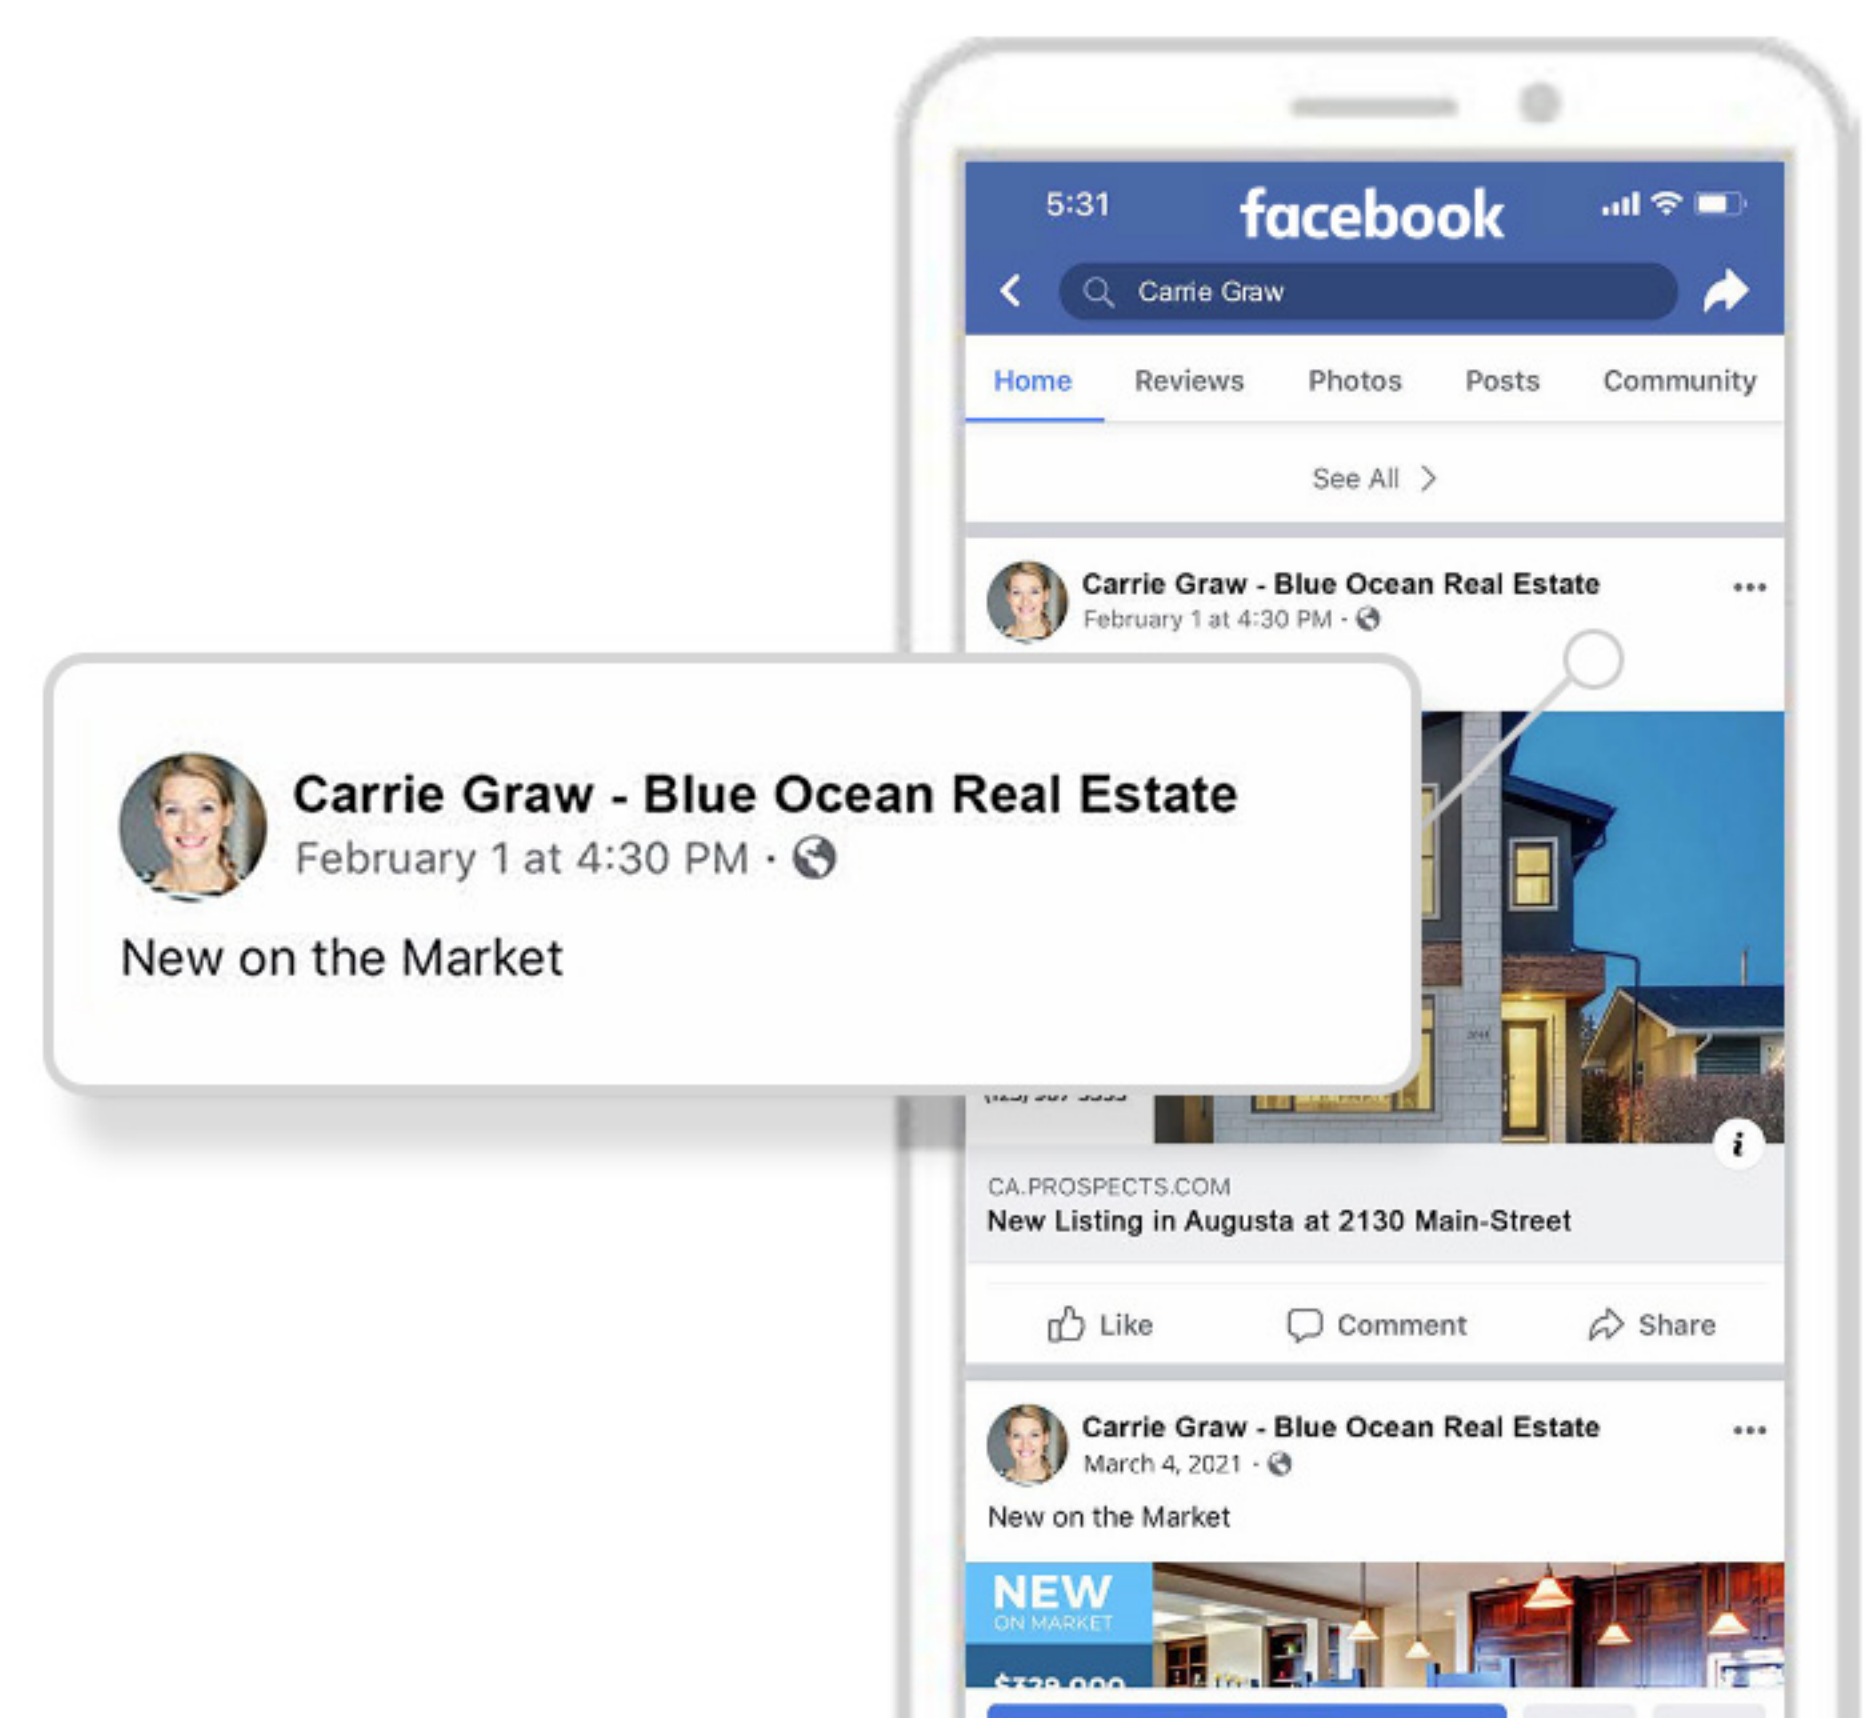 5:31
facebook
Carrie Graw
Home Reviews Photos Posts Community
See All
Carrie Graw - Blue Ocean Real Estate
February 1 at 4:30 PM ·
Carrie Graw - Blue Ocean Real Estate
February 1 at 4:30 PM ·
New on the Market
CA.PROSPECTS.COM
New Listing in Augusta at 2130 Main-Street
Like Comment Share
Carrie Graw - Blue Ocean Real Estate
March 4, 2021 ·
New on the Market
NEW
ON MARKET